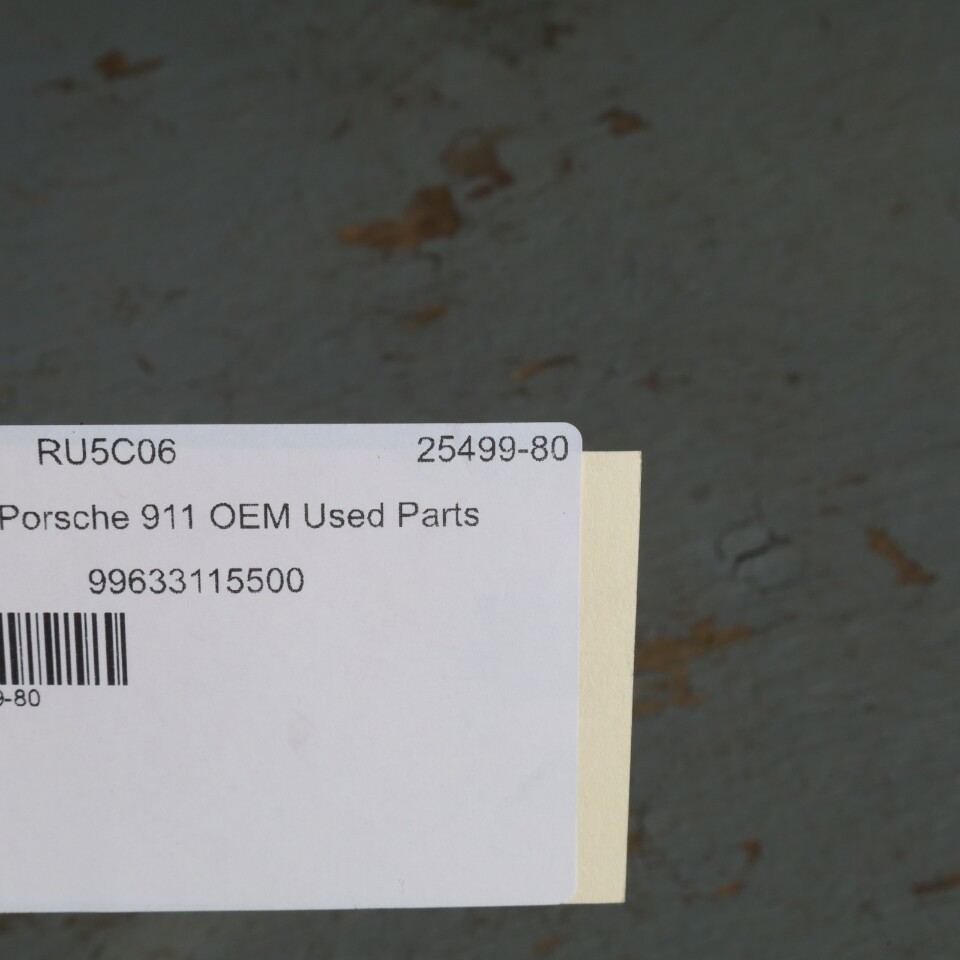 RU5C06 25499-80
Porsche 911 OEM Used Parts
99633115500
9-80